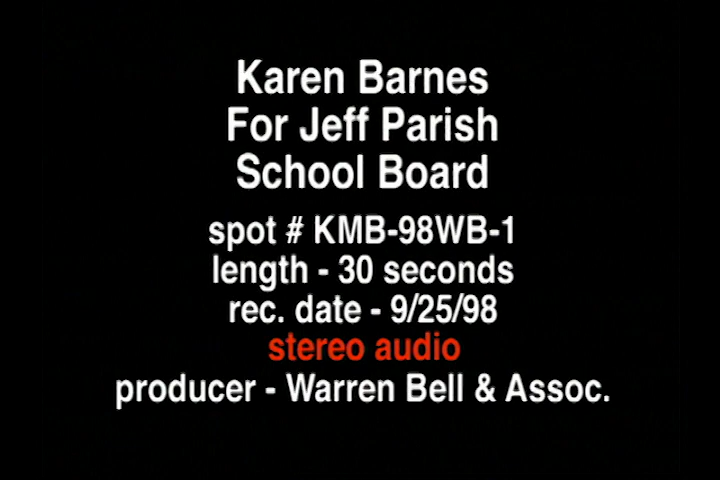 Karen Barnes
For Jeff Parish
School Board
spot # KMB-98WB-1
length - 30 seconds
rec. date - 9/25/98
stereo audio
producer - Warren Bell & Assoc.